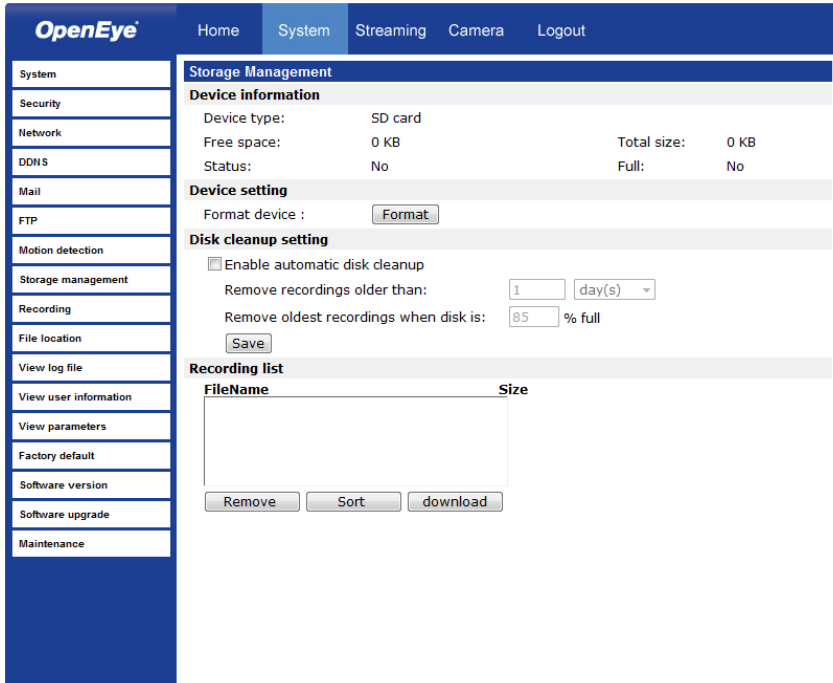 OpenEye
Home System Streaming Camera Logout
System
Security
Network
DDNS
Mail
FTP
Motion detection
Storage management
Recording
File location
View log file
View user information
View parameters
Factory default
Software version
Software upgrade
Maintenance
Storage Management
Device information
Device type: SD card
Free space: 0 KB Total size: 0 KB
Status: No Full: No
Device setting
Format device : Format
Disk cleanup setting
Enable automatic disk cleanup
Remove recordings older than: 1 day(s)
Remove oldest recordings when disk is: 85 % full
Save
Recording list
FileName Size
Remove Sort download